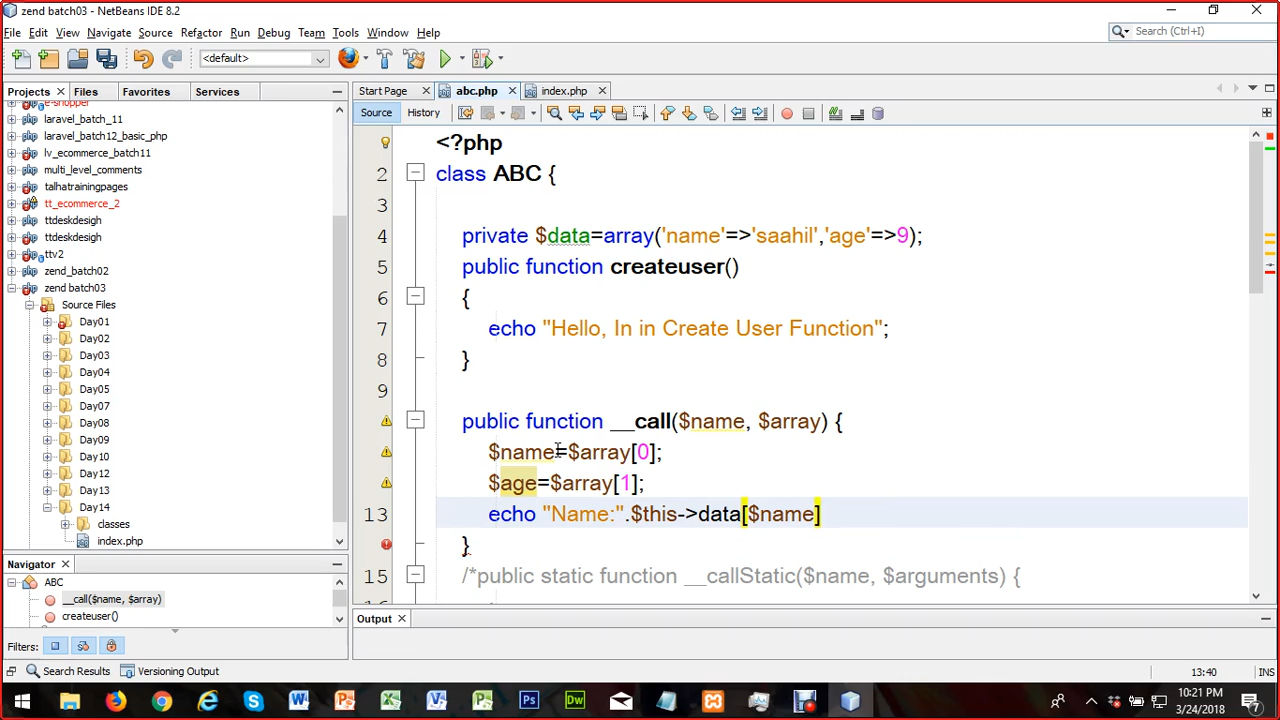 zend batch03 - NetBeans IDE 8.2
File Edit View Navigate Source Refactor Run Debug Team Tools Window Help
Search (Ctrl+I)
<default>
Projects Files Favorites Services
Start Page abc.php index.php
Source History
e-shopper
laravel_batch_11
laravel_batch12_basic_php
lv_ecommerce_batch11
multi_level_comments
talhatrainingpages
tt_ecommerce_2
ttdeskdesigh
ttdeskdesigh
ttv2
zend_batch02
zend batch03
Source Files
Day01
Day02
Day03
Day04
Day05
Day07
Day08
Day09
Day10
Day12
Day13
Day14
classes
index.php
<?php
2 class ABC {
3
4 private $data=array('name'=>'saahil','age'=>9);
5 public function createuser()
6 {
7 echo "Hello, In in Create User Function";
8 }
9
public function __call($name, $array) {
$name=$array[0];
$age=$array[1];
13 echo "Name:".$this->data[$name]
}
15 /*public static function __callStatic($name, $arguments) {
Navigator
ABC
__call($name, $array)
createuser()
Filters:
Output
Search Results Versioning Output
13:40 INS
10:21 PM
3/24/2018
7